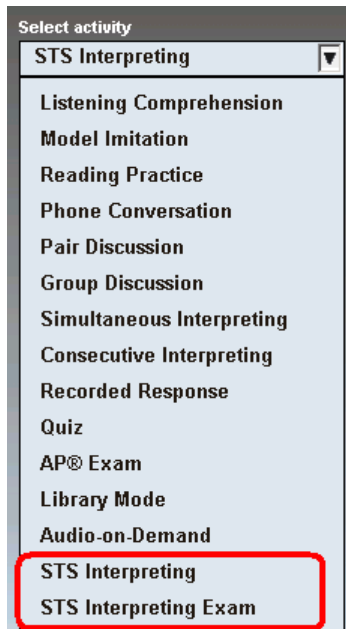 Select activity
STS Interpreting
Listening Comprehension
Model Imitation
Reading Practice
Phone Conversation
Pair Discussion
Group Discussion
Simultaneous Interpreting
Consecutive Interpreting
Recorded Response
Quiz
AP® Exam
Library Mode
Audio-on-Demand
STS Interpreting
STS Interpreting Exam